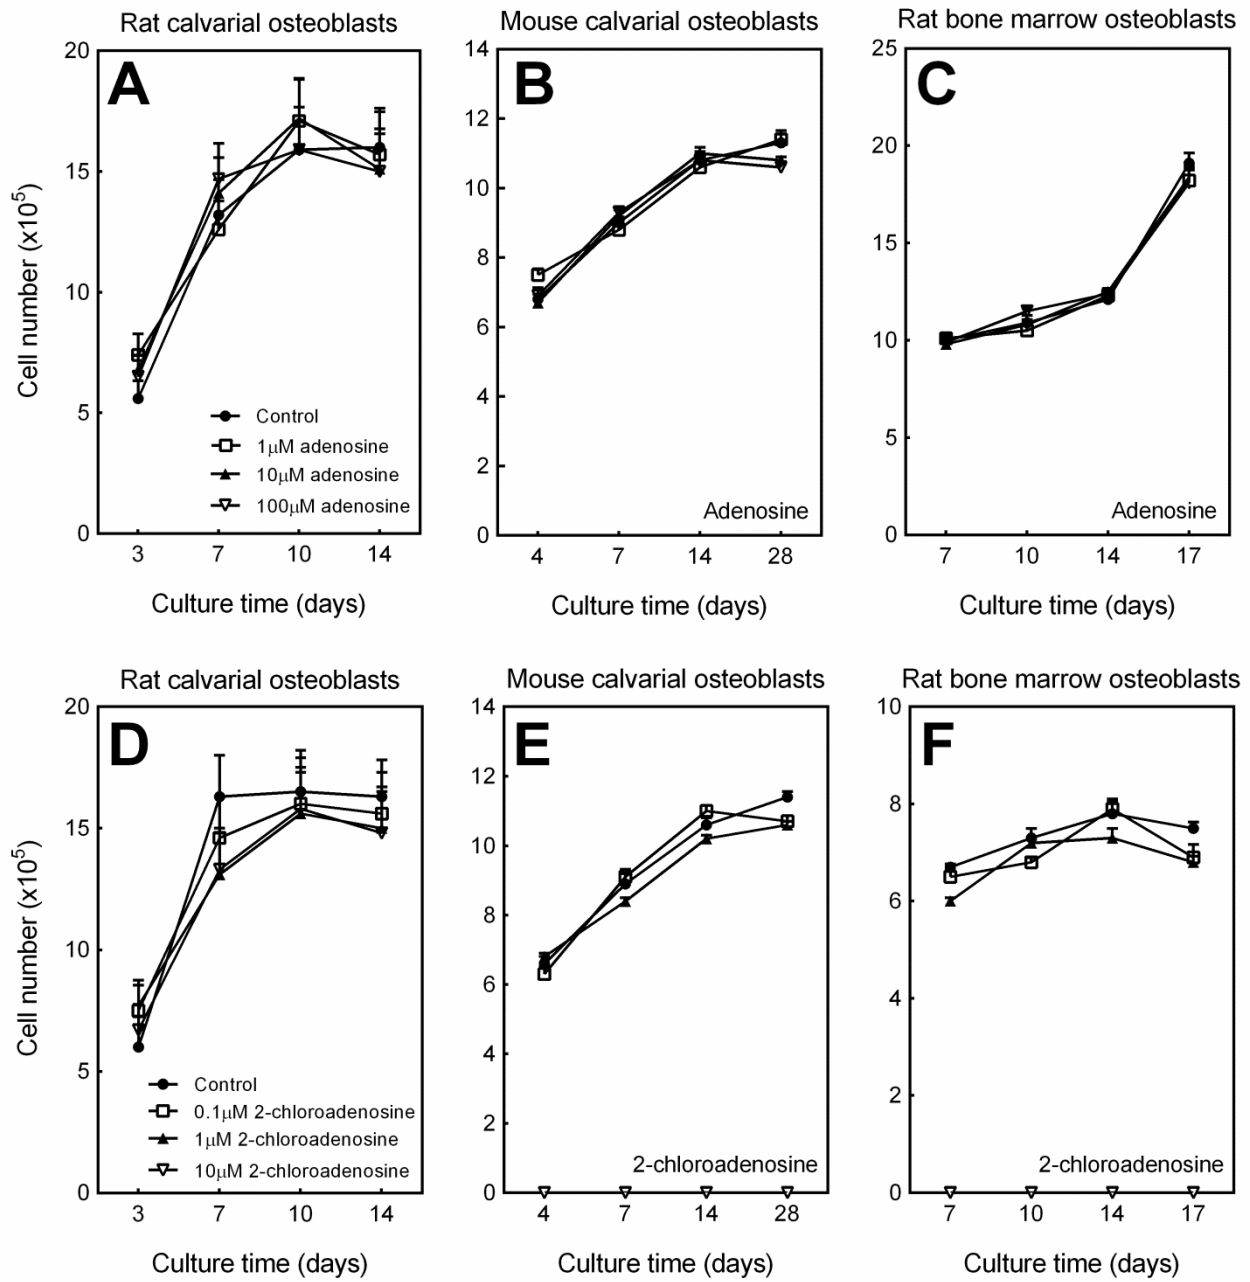 Rat calvarial osteoblasts
Mouse calvarial osteoblasts
Rat bone marrow osteoblasts
A
B
C
Cell number (x10⁵)
20
15
10
5
0
14
12
10
8
6
4
2
0
25
20
15
10
5
0
Control
1µM adenosine
10µM adenosine
100µM adenosine
Adenosine
Adenosine
3 7 10 14
4 7 14 28
7 10 14 17
Culture time (days)
Culture time (days)
Culture time (days)
Rat calvarial osteoblasts
Mouse calvarial osteoblasts
Rat bone marrow osteoblasts
D
E
F
Cell number (x10⁵)
20
15
10
5
0
14
12
10
8
6
4
2
0
10
8
6
4
2
0
Control
0.1µM 2-chloroadenosine
1µM 2-chloroadenosine
10µM 2-chloroadenosine
2-chloroadenosine
2-chloroadenosine
3 7 10 14
4 7 14 28
7 10 14 17
Culture time (days)
Culture time (days)
Culture time (days)